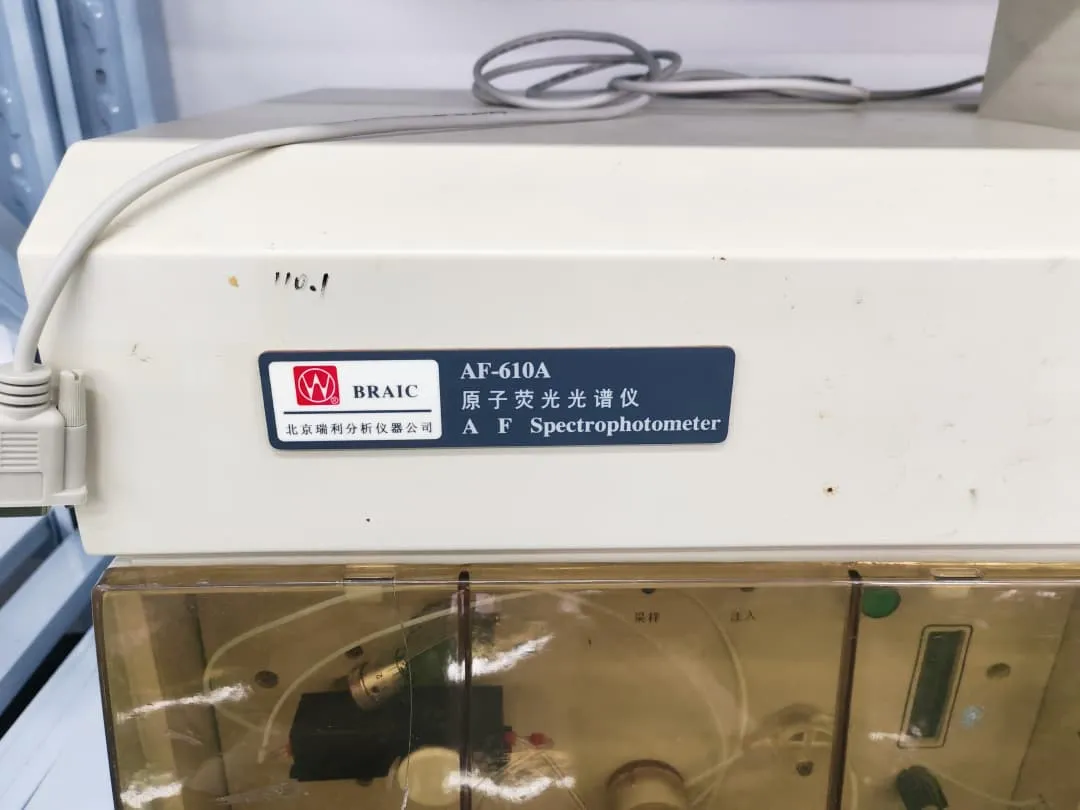 110.1
BRAIC
北京瑞利分析仪器公司
AF-610A
原子荧光光谱仪
A F Spectrophotometer
采样 注入